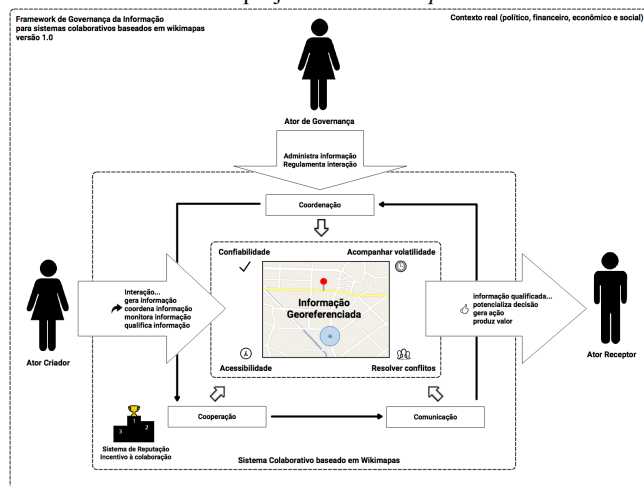 Framework de Governança da Informação
para sistemas colaborativos baseados em wikimapas
versão 1.0
Contexto real (político, financeiro, econômico e social)
Ator de Governança
Administra informação
Regulamenta interação
Coordenação
Confiabilidade
Acompanhar volatilidade
Interação...
gera informação
coordena informação
monitora informação
qualifica informação
Informação
Georeferenciada
informação qualificada...
potencializa decisão
gera ação
produz valor
Ator Criador
Ator Receptor
Acessibilidade
Resolver conflitos
Cooperação
Comunicação
1
2
3
Sistema de Reputação
Incentivo à colaboração
Sistema Colaborativo baseado em Wikimapas